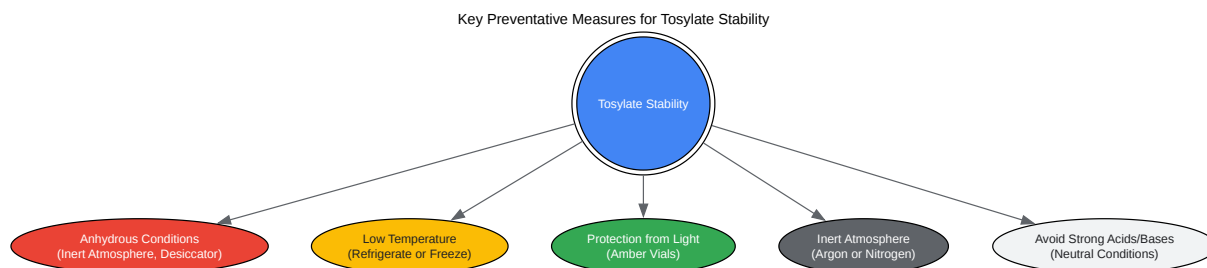 Key Preventative Measures for Tosylate Stability
Tosylate Stability
Anhydrous Conditions
(Inert Atmosphere, Desiccator)
Low Temperature
(Refrigerate or Freeze)
Protection from Light
(Amber Vials)
Inert Atmosphere
(Argon or Nitrogen)
Avoid Strong Acids/Bases
(Neutral Conditions)